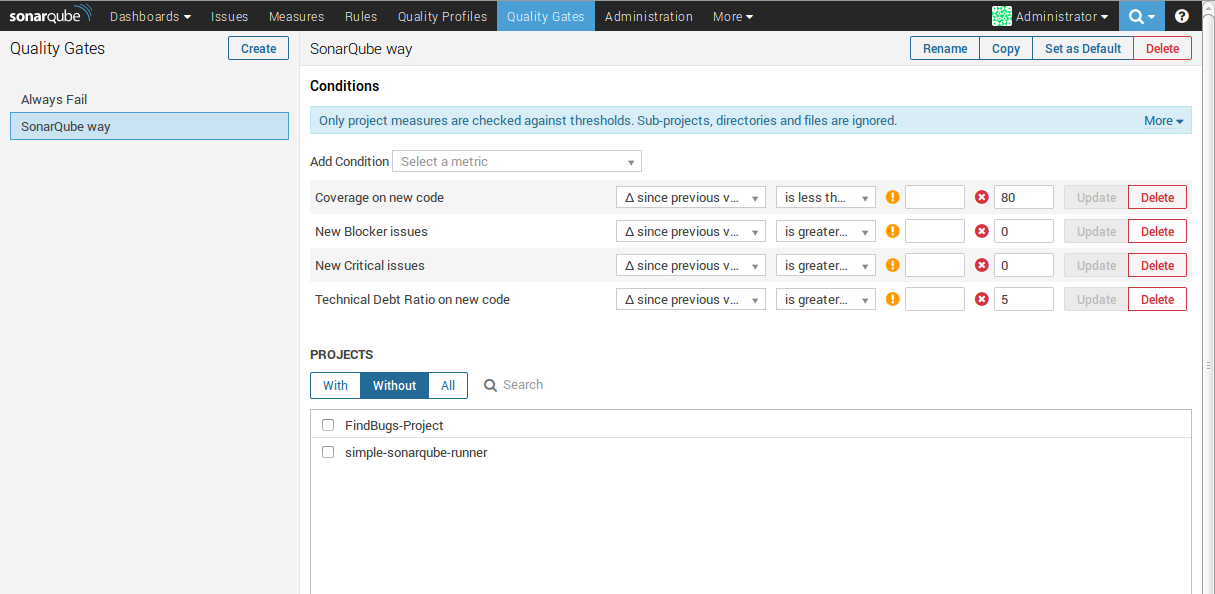 sonarqube Dashboards Issues Measures Rules Quality Profiles Quality Gates Administration More Administrator ?
Quality Gates Create SonarQube way Rename Copy Set as Default Delete
Always Fail
SonarQube way
Conditions
Only project measures are checked against thresholds. Sub-projects, directories and files are ignored. More
Add Condition Select a metric
Coverage on new code Δ since previous v... is less th... 80 Update Delete
New Blocker issues Δ since previous v... is greater... 0 Update Delete
New Critical issues Δ since previous v... is greater... 0 Update Delete
Technical Debt Ratio on new code Δ since previous v... is greater... 5 Update Delete
PROJECTS
With Without All Search
FindBugs-Project
simple-sonarqube-runner